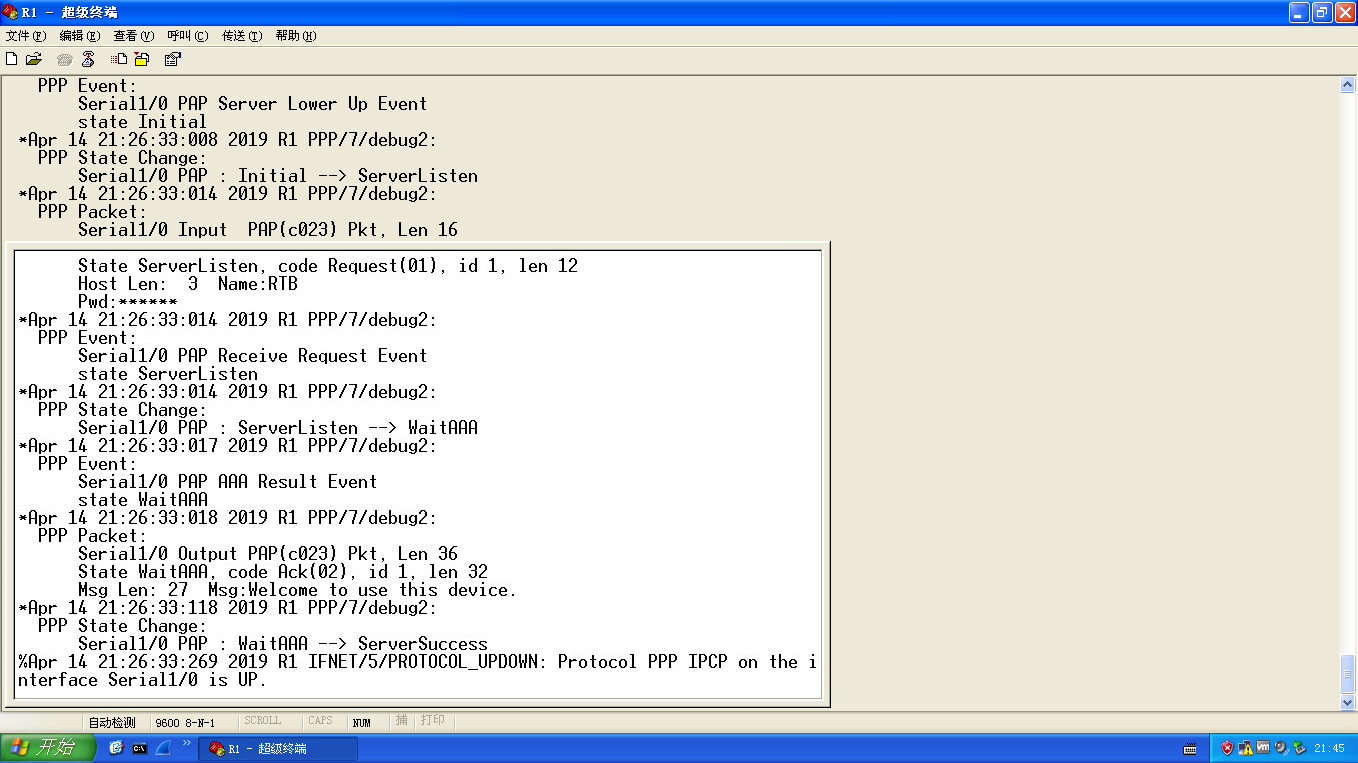 R1 - 超级终端
文件(F) 编辑(E) 查看(V) 呼叫(C) 传送(T) 帮助(H)
PPP Event:
Serial1/0 PAP Server Lower Up Event
state Initial
*Apr 14 21:26:33:008 2019 R1 PPP/7/debug2:
PPP State Change:
Serial1/0 PAP : Initial --> ServerListen
*Apr 14 21:26:33:014 2019 R1 PPP/7/debug2:
PPP Packet:
Serial1/0 Input  PAP(c023) Pkt, Len 16
State ServerListen, code Request(01), id 1, len 12
Host Len:  3  Name:RTB
Pwd:******
*Apr 14 21:26:33:014 2019 R1 PPP/7/debug2:
PPP Event:
Serial1/0 PAP Receive Request Event
state ServerListen
*Apr 14 21:26:33:014 2019 R1 PPP/7/debug2:
PPP State Change:
Serial1/0 PAP : ServerListen --> WaitAAA
*Apr 14 21:26:33:017 2019 R1 PPP/7/debug2:
PPP Event:
Serial1/0 PAP AAA Result Event
state WaitAAA
*Apr 14 21:26:33:018 2019 R1 PPP/7/debug2:
PPP Packet:
Serial1/0 Output PAP(c023) Pkt, Len 36
State WaitAAA, code Ack(02), id 1, len 32
Msg Len: 27  Msg:Welcome to use this device.
*Apr 14 21:26:33:118 2019 R1 PPP/7/debug2:
PPP State Change:
Serial1/0 PAP : WaitAAA --> ServerSuccess
%Apr 14 21:26:33:269 2019 R1 IFNET/5/PROTOCOL_UPDOWN: Protocol PPP IPCP on the i
nterface Serial1/0 is UP.
自动检测 9600 8-N-1 SCROLL CAPS NUM 捕 打印
开始 R1 - 超级终端 21:45